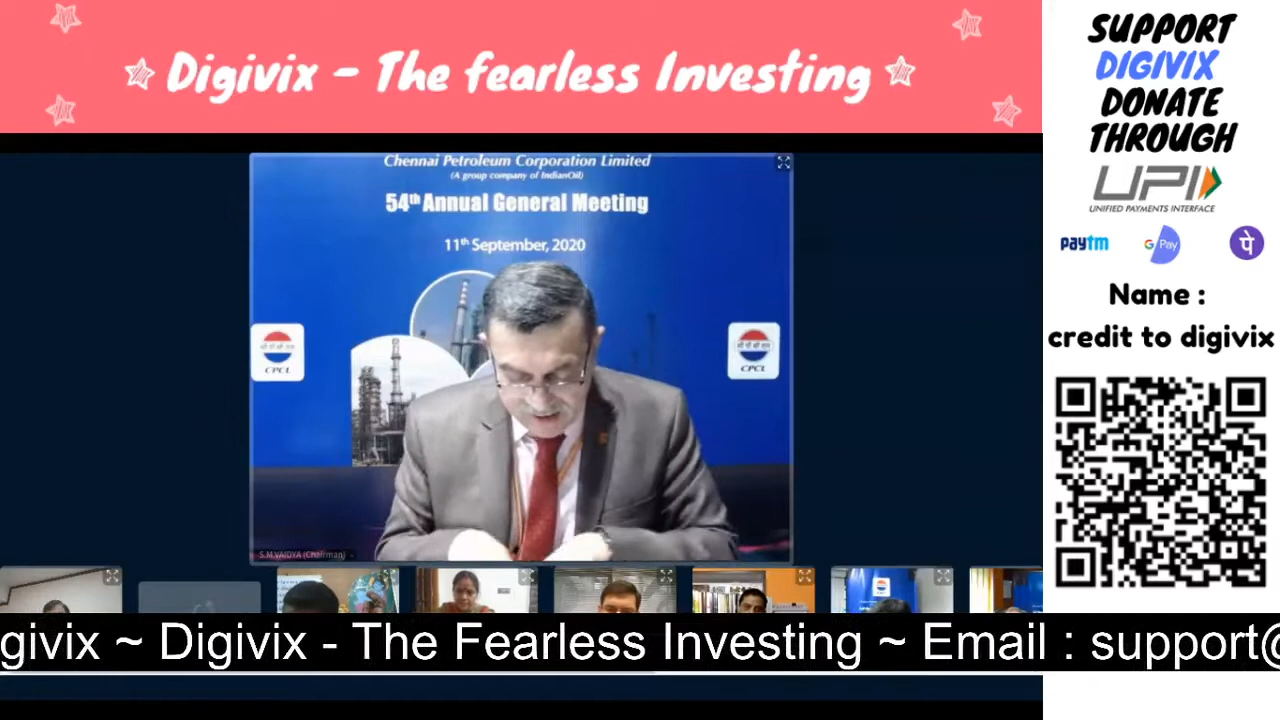 Digivix - The fearless Investing
SUPPORT
DIGIVIX
DONATE
THROUGH
UPI
UNIFIED PAYMENTS INTERFACE
paytm
G Pay
पे
Name :
credit to digivix
Chennai Petroleum Corporation Limited
(A group company of IndianOil)
54th Annual General Meeting
11th September, 2020
CPCL
CPCL
S.M.VAIDYA (Chairman)
givix ~ Digivix - The Fearless Investing ~ Email : support@